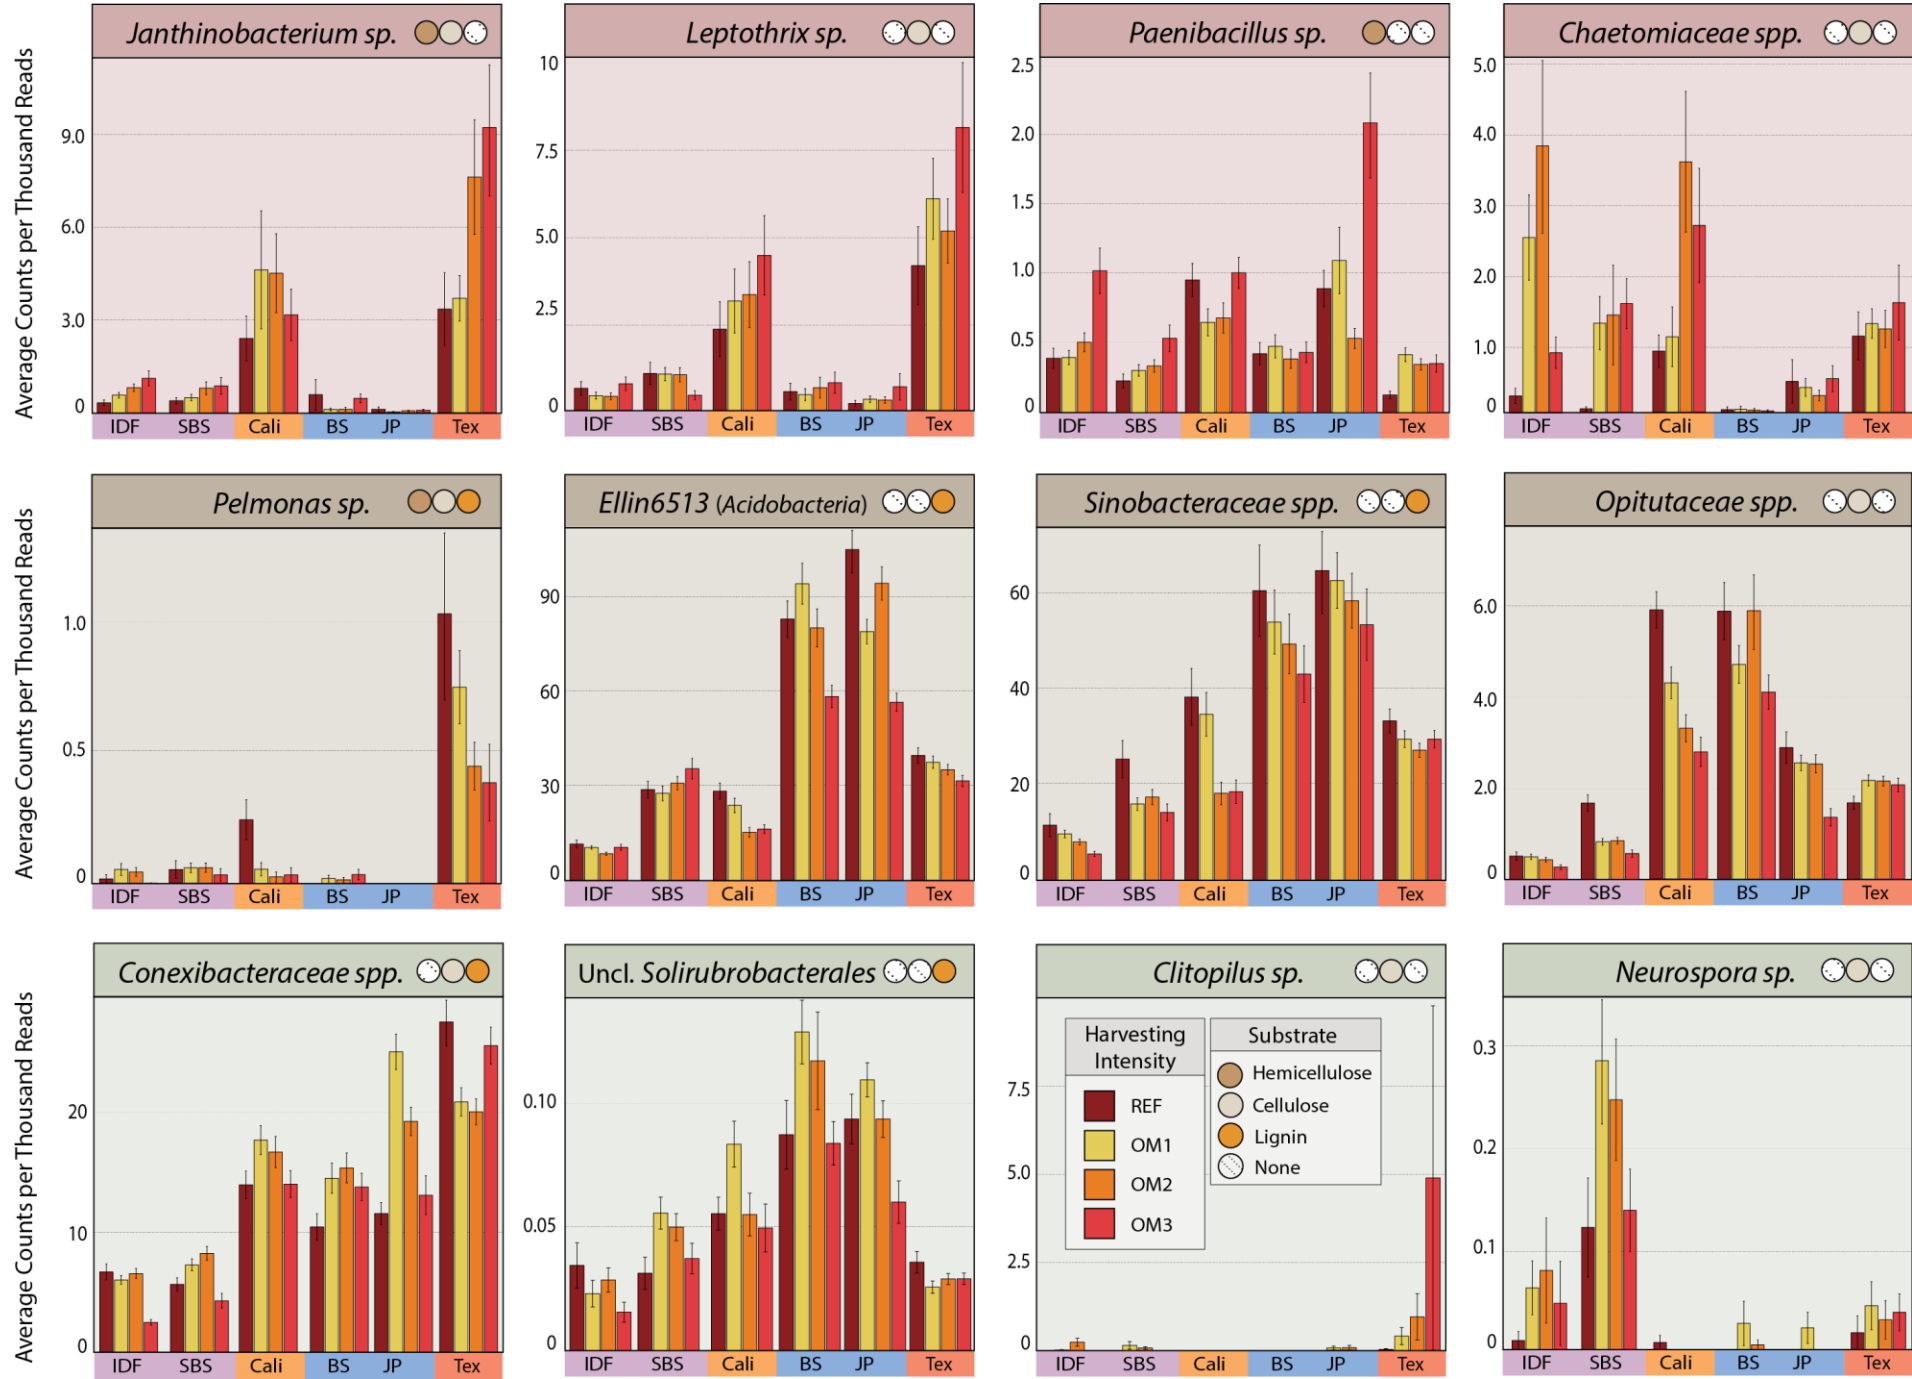 Average Counts per Thousand Reads
Janthinobacterium sp.
9.0
6.0
3.0
0
IDF SBS Cali BS JP Tex
Leptothrix sp.
10
7.5
5.0
2.5
0
IDF SBS Cali BS JP Tex
Paenibacillus sp.
2.5
2.0
1.5
1.0
0.5
0
IDF SBS Cali BS JP Tex
Chaetomiaceae spp.
5.0
4.0
3.0
2.0
1.0
0
IDF SBS Cali BS JP Tex
Average Counts per Thousand Reads
Pelmonas sp.
1.0
0.5
0
IDF SBS Cali BS JP Tex
Ellin6513 (Acidobacteria)
90
60
30
0
IDF SBS Cali BS JP Tex
Sinobacteraceae spp.
60
40
20
0
IDF SBS Cali BS JP Tex
Opitutaceae spp.
6.0
4.0
2.0
0
IDF SBS Cali BS JP Tex
Average Counts per Thousand Reads
Conexibacteraceae spp.
20
10
0
IDF SBS Cali BS JP Tex
Uncl. Solirubrobacterales
0.10
0.05
0
IDF SBS Cali BS JP Tex
Clitopilus sp.
7.5
5.0
2.5
0
Harvesting
Intensity
REF
OM1
OM2
OM3
Substrate
Hemicellulose
Cellulose
Lignin
None
IDF SBS Cali BS JP Tex
Neurospora sp.
0.3
0.2
0.1
0
IDF SBS Cali BS JP Tex